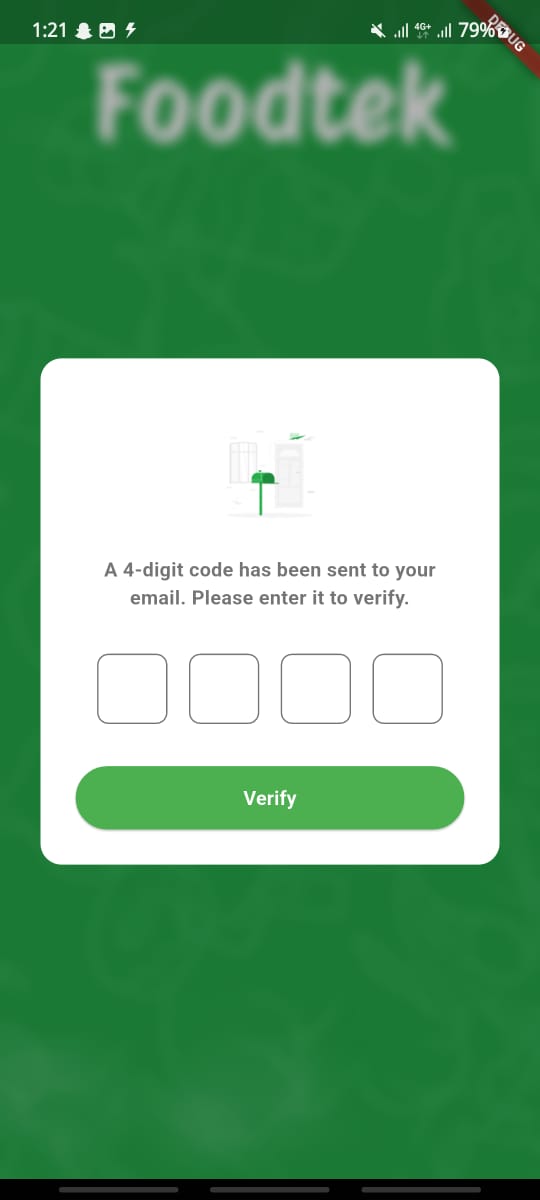 1:21
4G+
79%
DEBUG
Foodtek
A 4-digit code has been sent to your
email. Please enter it to verify.
Verify